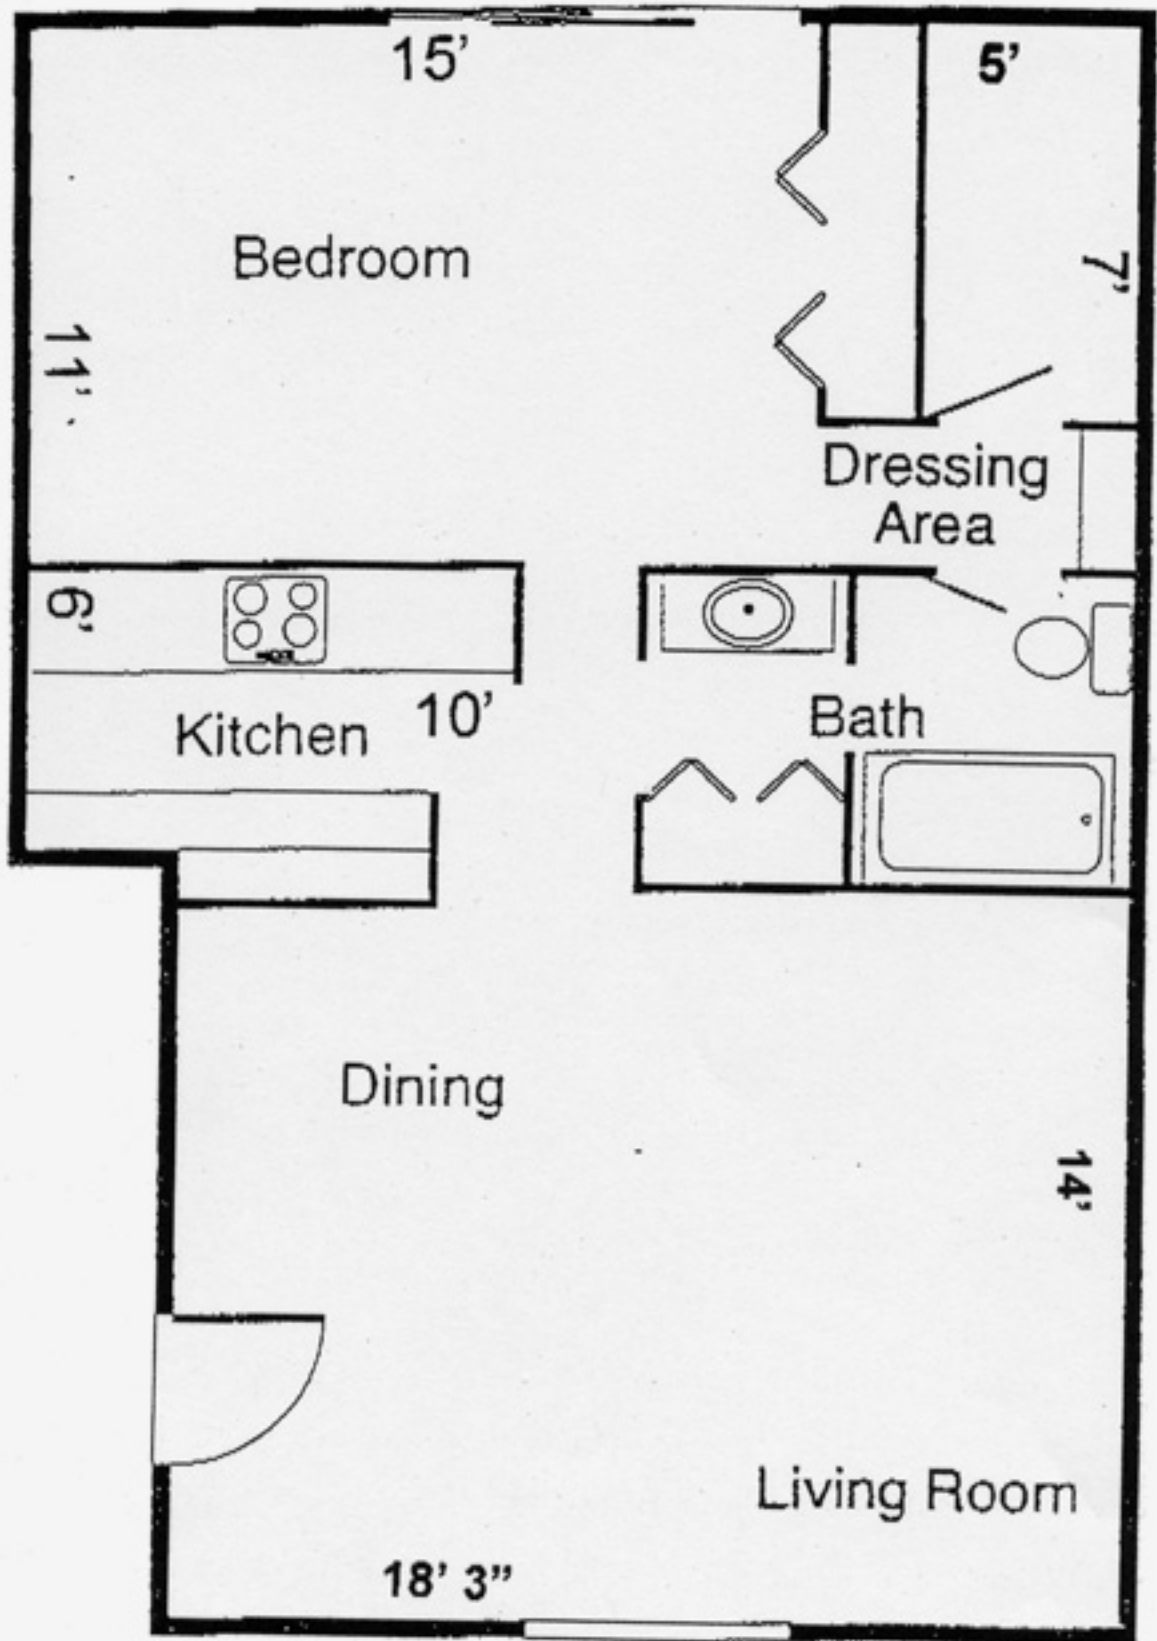 15’
5’
Bedroom
7’
11’
Dressing
Area
6’
Kitchen
10’
Bath
Dining
14’
Living Room
18’ 3”